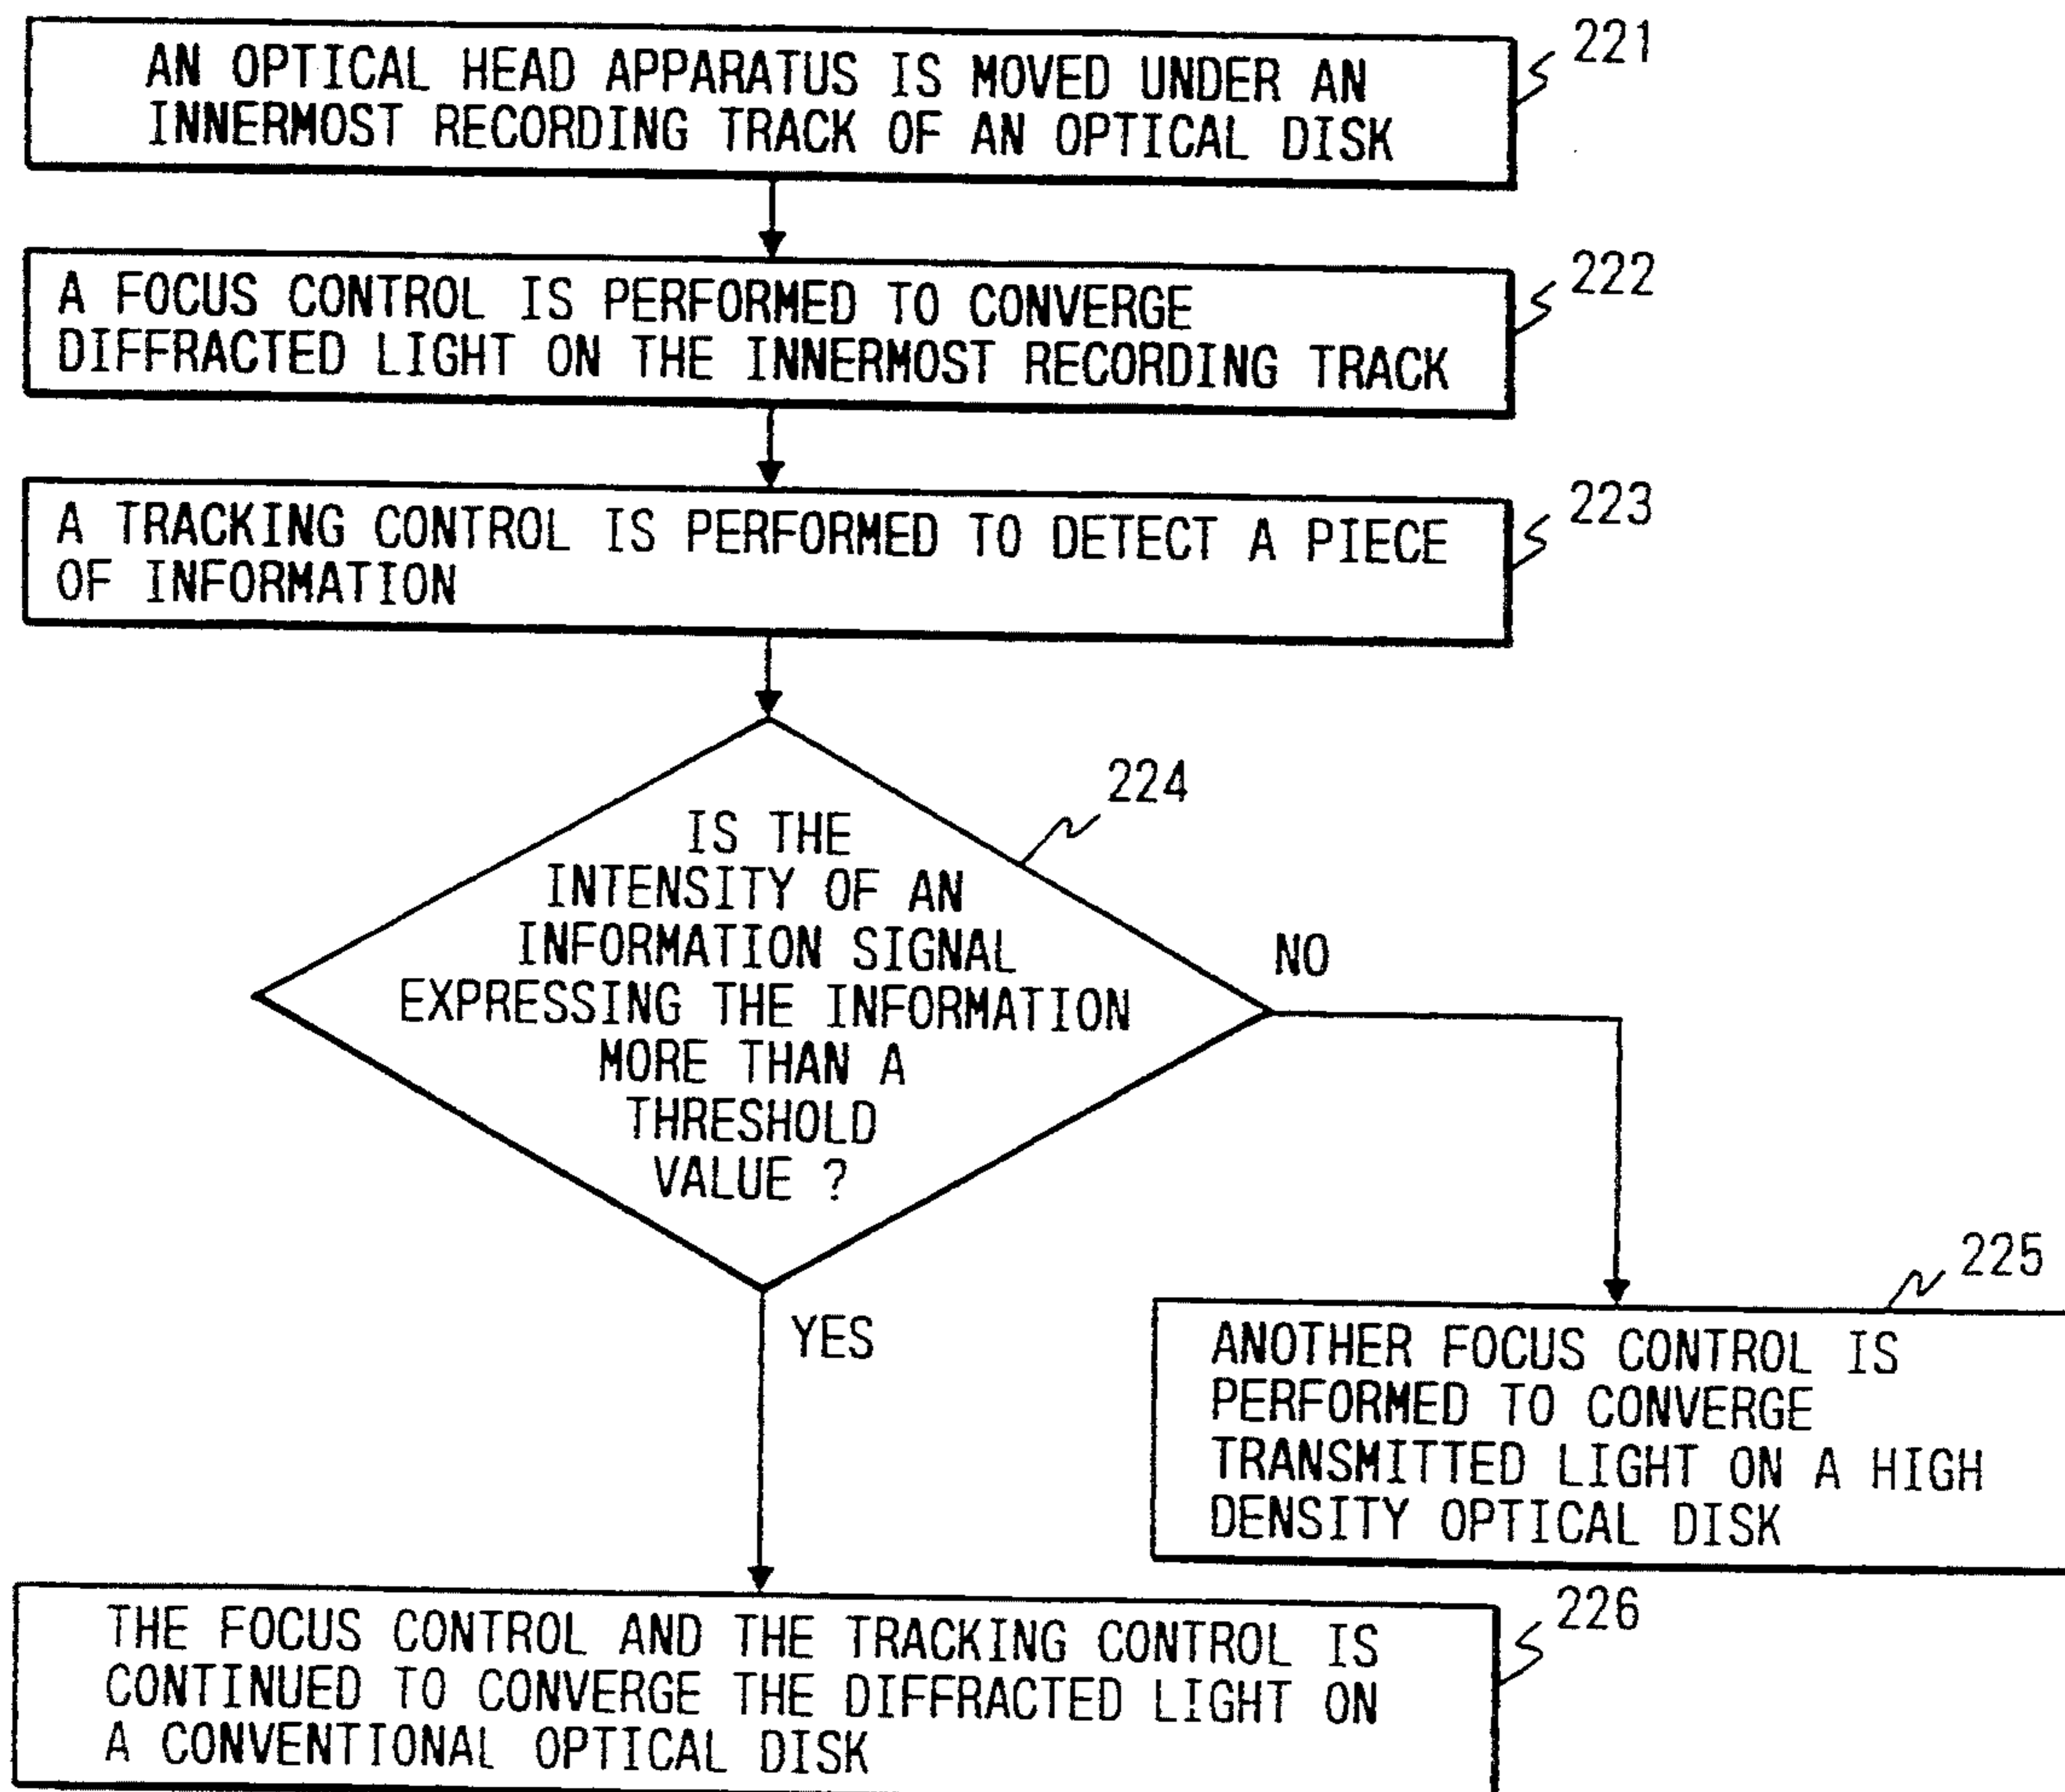 AN OPTICAL HEAD APPARATUS IS MOVED UNDER AN
INNERMOST RECORDING TRACK OF AN OPTICAL DISK
221
A FOCUS CONTROL IS PERFORMED TO CONVERGE
DIFFRACTED LIGHT ON THE INNERMOST RECORDING TRACK
222
A TRACKING CONTROL IS PERFORMED TO DETECT A PIECE
OF INFORMATION
223
224
IS THE
INTENSITY OF AN
INFORMATION SIGNAL
EXPRESSING THE INFORMATION
MORE THAN A
THRESHOLD
VALUE ?
NO
YES
225
ANOTHER FOCUS CONTROL IS
PERFORMED TO CONVERGE
TRANSMITTED LIGHT ON A HIGH
DENSITY OPTICAL DISK
226
THE FOCUS CONTROL AND THE TRACKING CONTROL IS
CONTINUED TO CONVERGE THE DIFFRACTED LIGHT ON
A CONVENTIONAL OPTICAL DISK